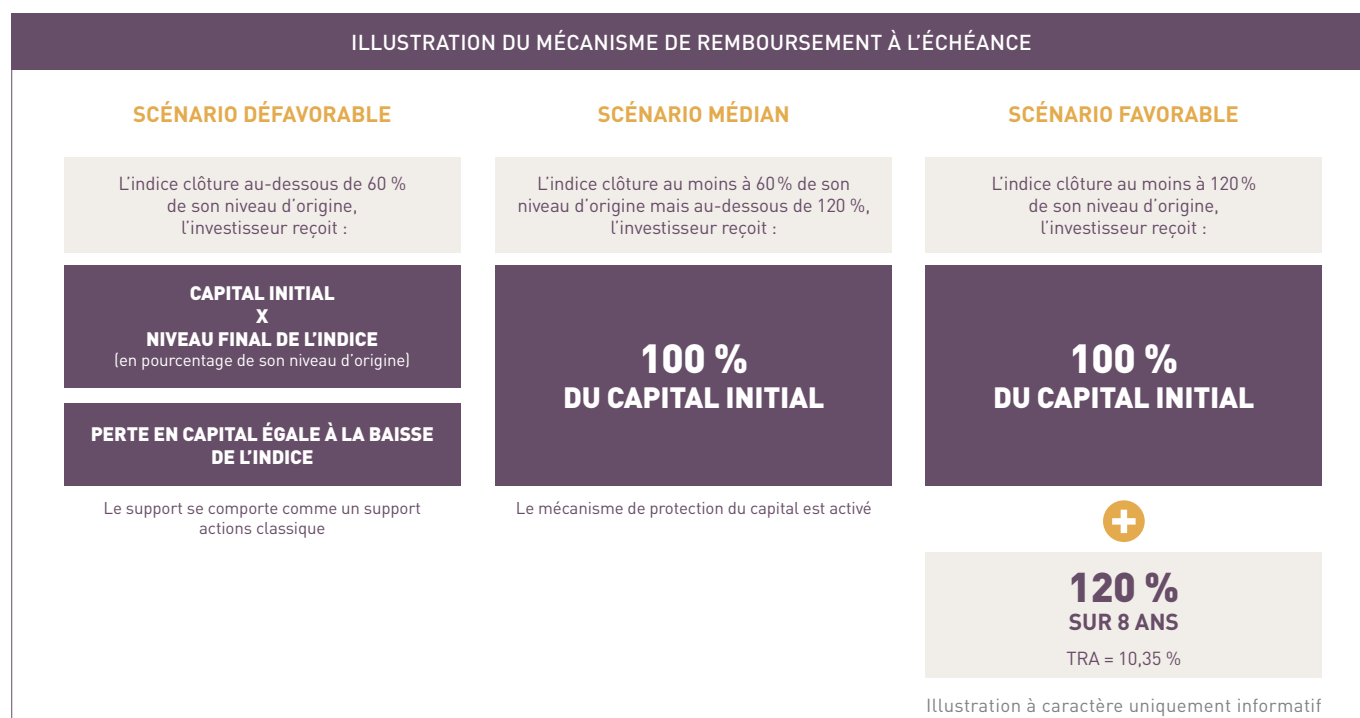 ILLUSTRATION DU MÉCANISME DE REMBOURSEMENT À L'ÉCHÉANCE
SCÉNARIO DÉFAVORABLE
L'indice clôture au-dessous de 60 %
de son niveau d'origine,
l'investisseur reçoit :
CAPITAL INITIAL
X
NIVEAU FINAL DE L'INDICE
(en pourcentage de son niveau d'origine)
PERTE EN CAPITAL ÉGALE À LA BAISSE
DE L'INDICE
Le support se comporte comme un support
actions classique
SCÉNARIO MÉDIAN
L'indice clôture au moins à 60% de son
niveau d'origine mais au-dessous de 120 %,
l'investisseur reçoit :
100 %
DU CAPITAL INITIAL
Le mécanisme de protection du capital est activé
SCÉNARIO FAVORABLE
L'indice clôture au moins à 120%
de son niveau d'origine,
l'investisseur reçoit :
100 %
DU CAPITAL INITIAL
+
120 %
SUR 8 ANS
TRA = 10,35 %
Illustration à caractère uniquement informatif